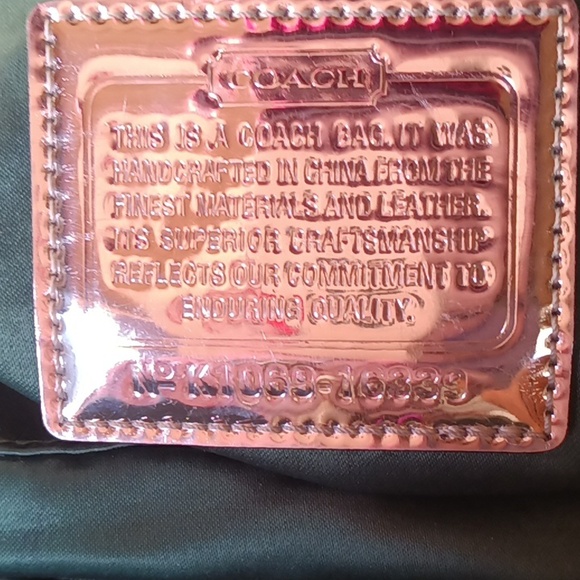 COACH
THIS IS A COACH BAG. IT WAS
HANDCRAFTED IN CHINA FROM THE
FINEST MATERIALS AND LEATHER.
ITS SUPERIOR CRAFTSMANSHIP
REFLECTS OUR COMMITMENT TO
ENDURING QUALITY.
Nº K1069-16339